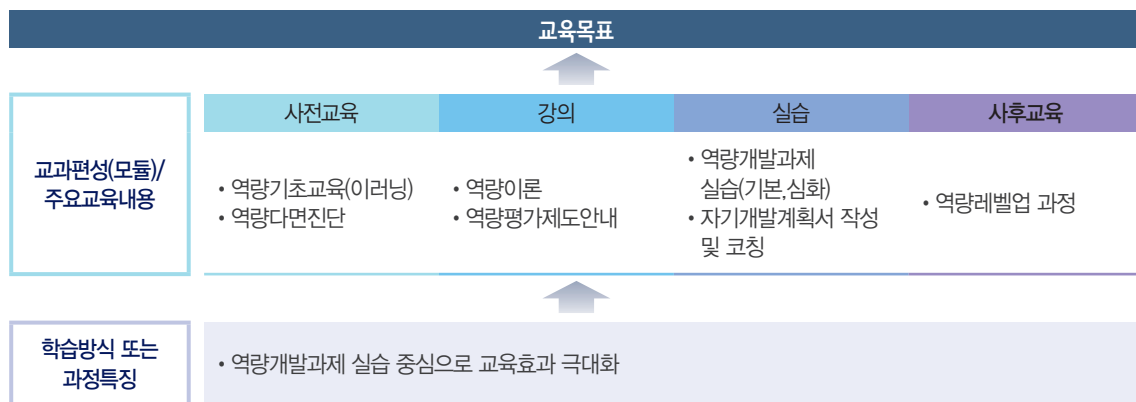 교육목표
사전교육
강의
실습
사후교육
교과편성(모듈)/
주요교육내용
• 역량기초교육(이러닝)
• 역량다면진단
• 역량이론
• 역량평가제도안내
• 역량개발과제
실습(기본,심화)
• 자기개발계획서 작성
및 코칭
• 역량레벨업 과정
학습방식 또는
과정특징
• 역량개발과제 실습 중심으로 교육효과 극대화